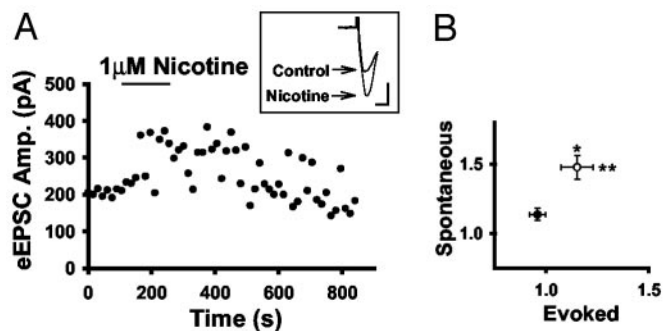 A
B
1µM Nicotine
Control
Nicotine
eEPSC Amp. (pA)
500
400
300
200
100
0
0
200
400
600
800
Time (s)
Spontaneous
1.5
1.0
*
**
1.0
1.5
Evoked